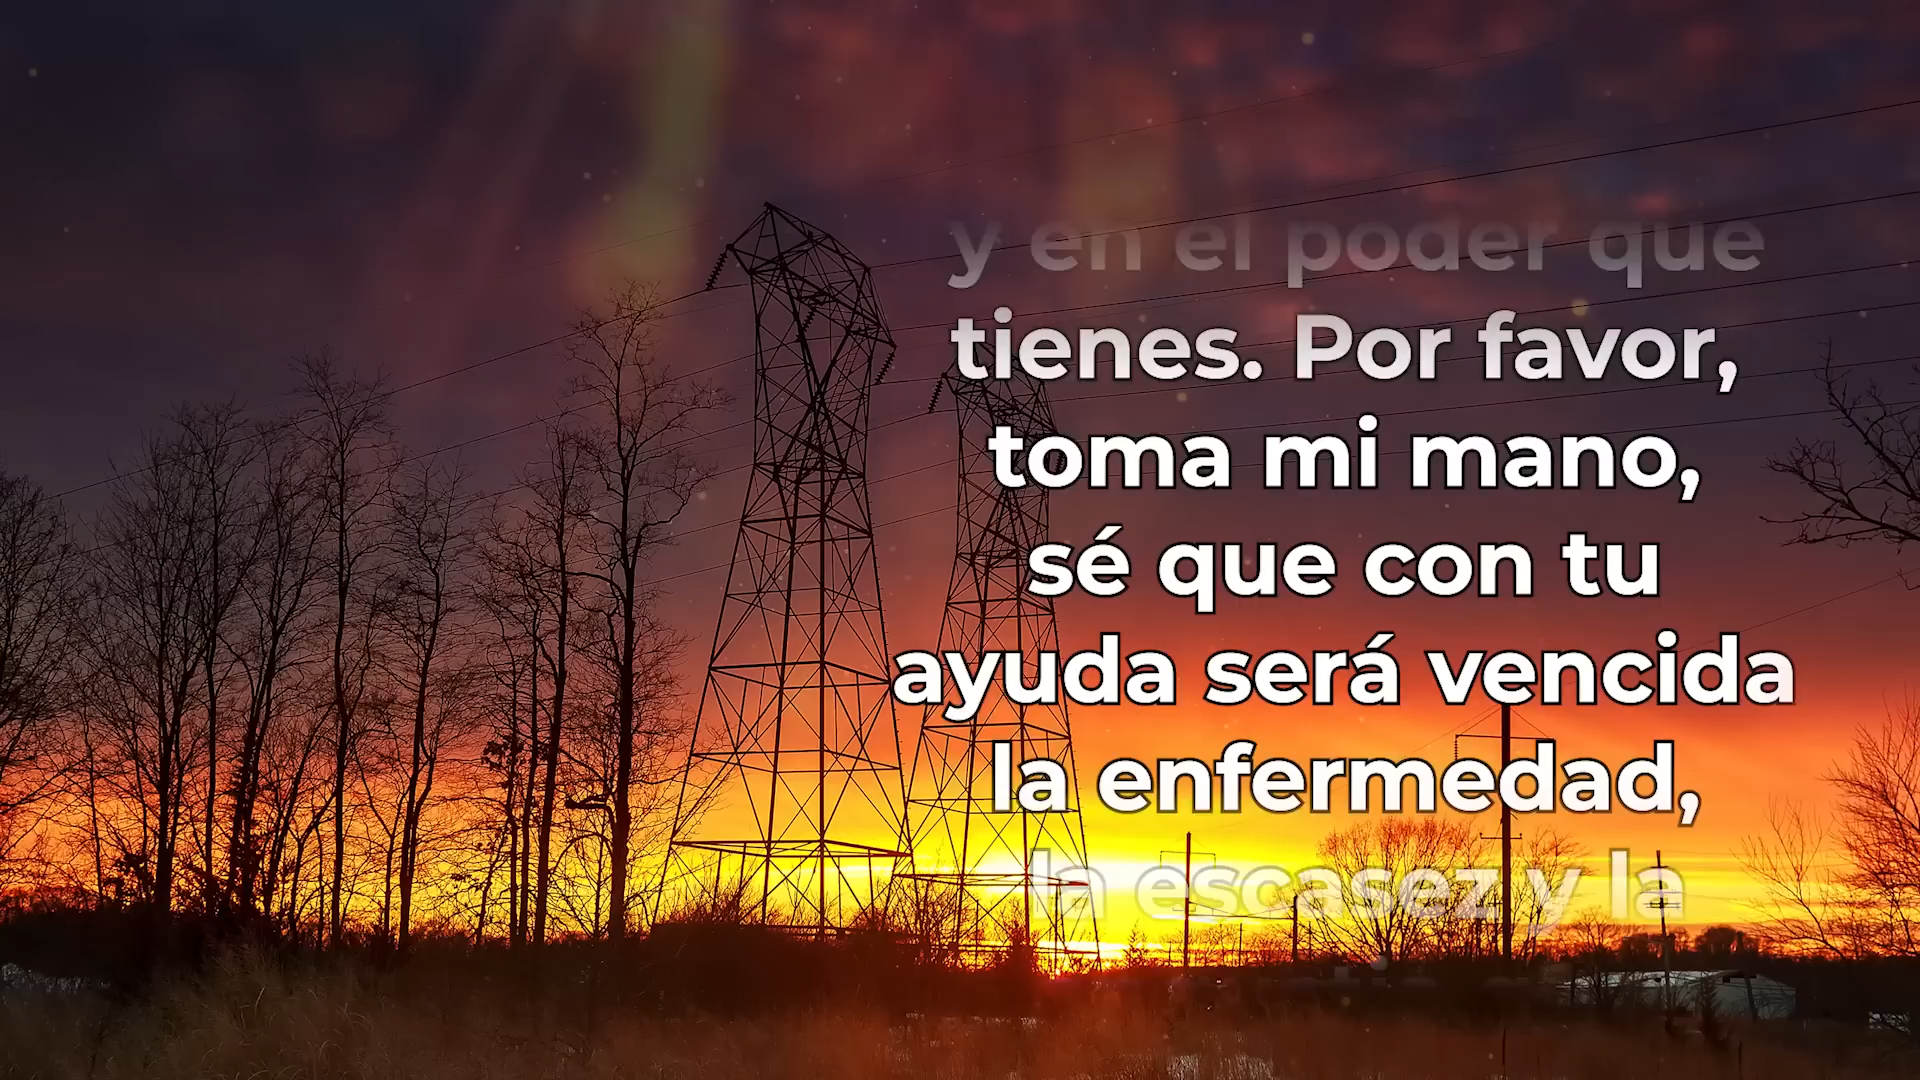 y en el poder que
tienes. Por favor,
toma mi mano,
sé que con tu
ayuda será vencida
la enfermedad,
la escasez y la